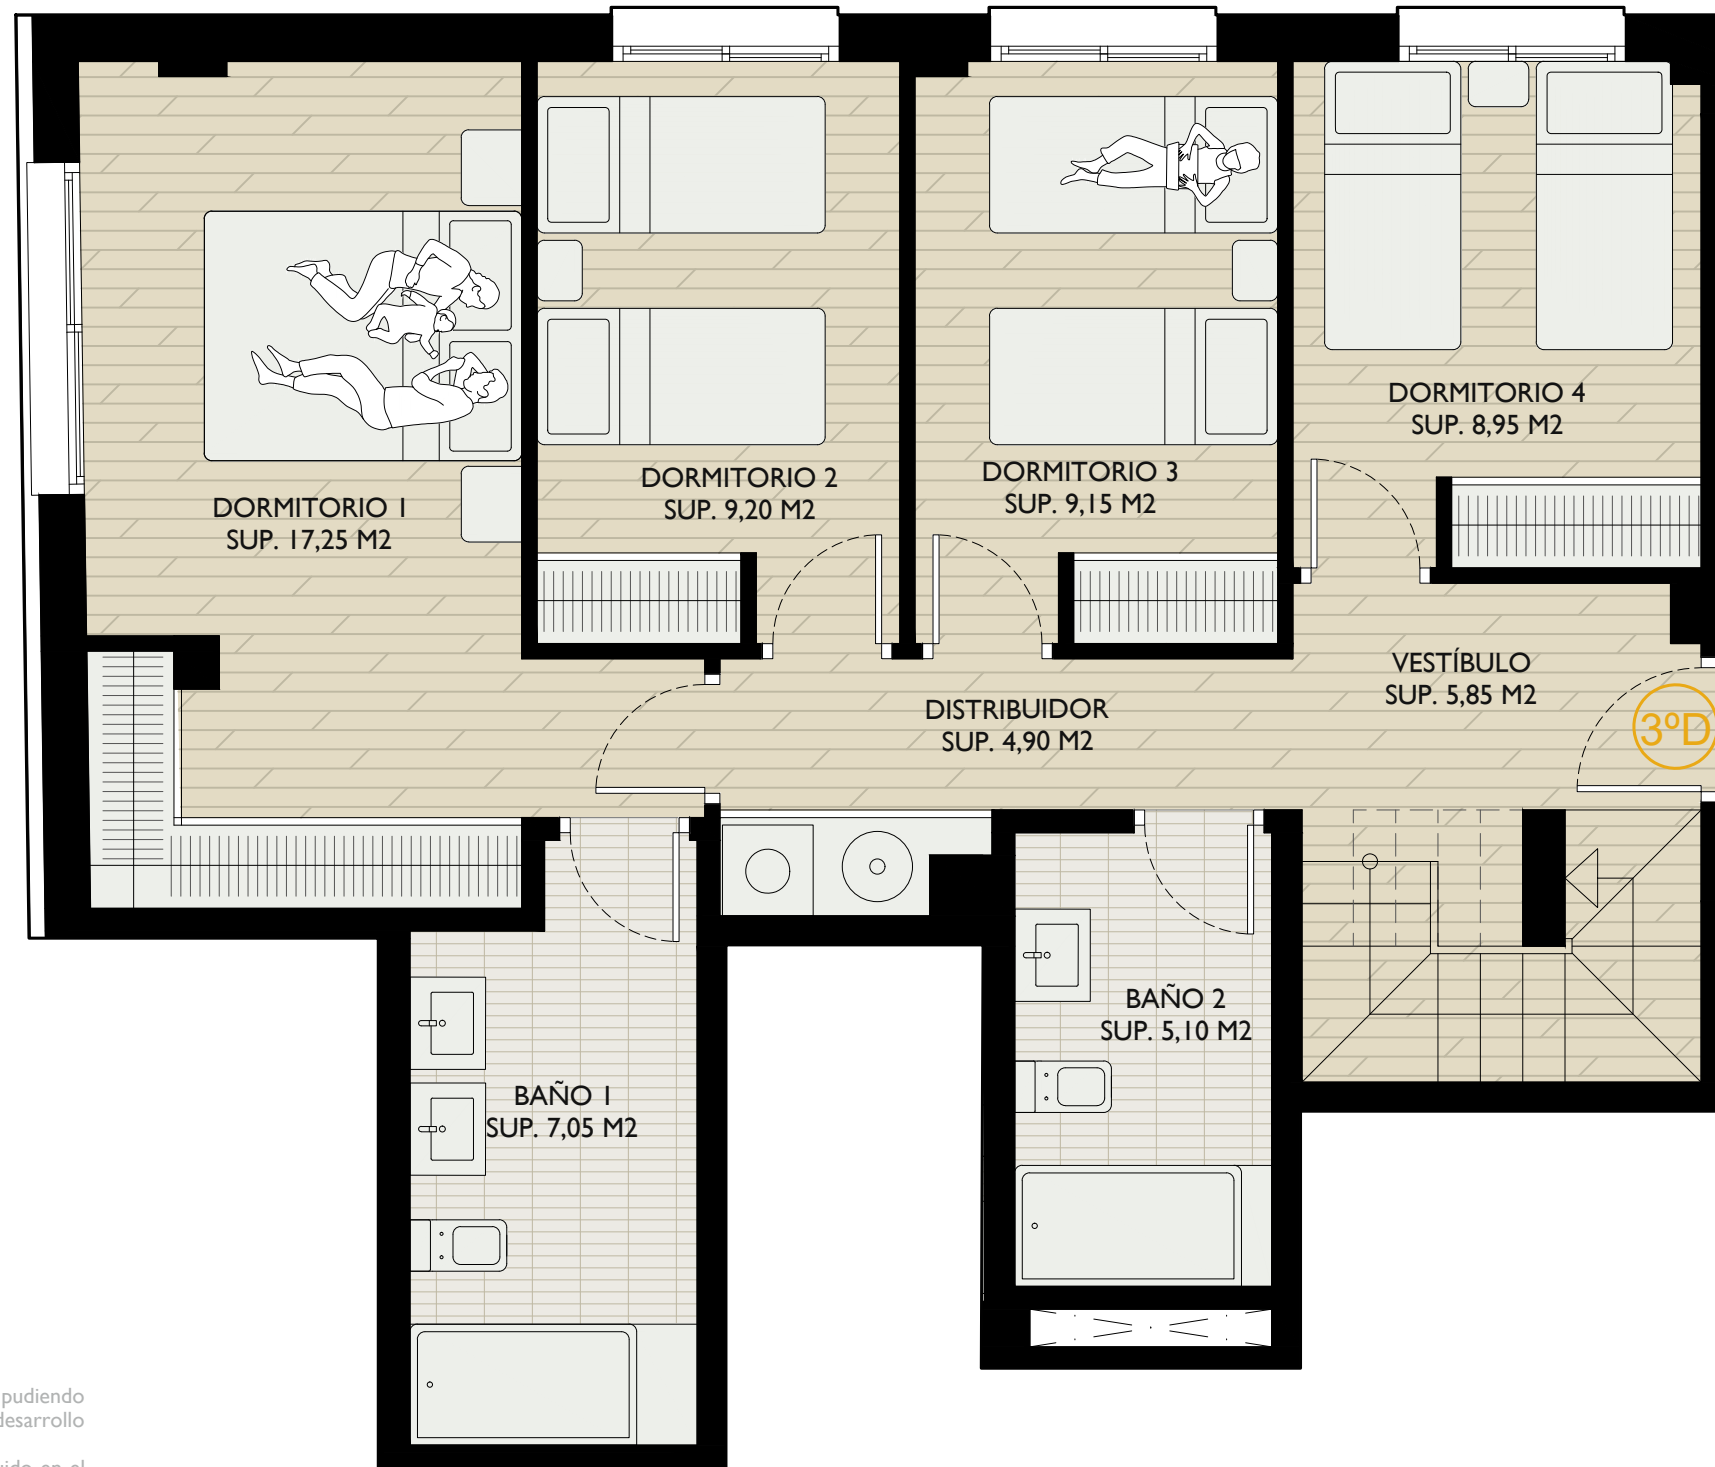 DORMITORIO 4
SUP. 8,95 M2
DORMITORIO 2
SUP. 9,20 M2
DORMITORIO 3
SUP. 9,15 M2
DORMITORIO 1
SUP. 17,25 M2
VESTÍBULO
SUP. 5,85 M2
DISTRIBUIDOR
SUP. 4,90 M2
3ºD
BAÑO 2
SUP. 5,10 M2
BAÑO 1
SUP. 7,05 M2
pudiendo
desarrollo
en el